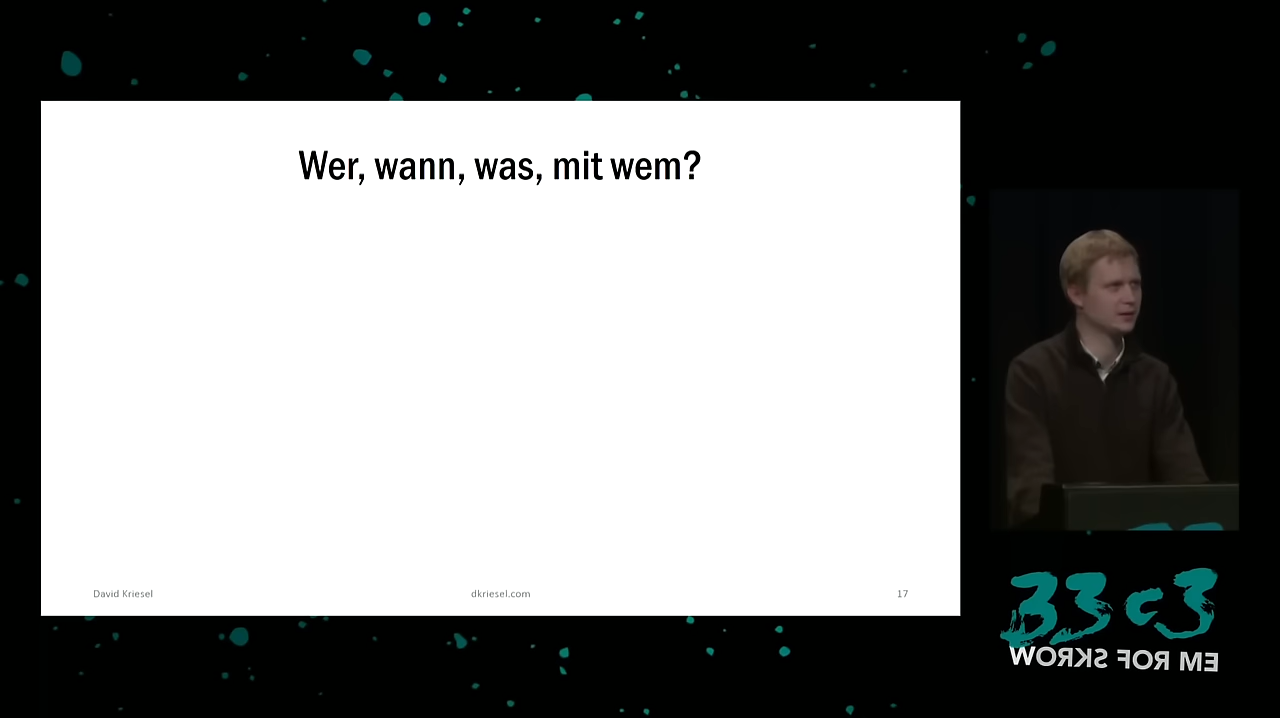 Wer, wann, was, mit wem?
David Kriesel
dkriesel.com
17
33c3
WORKS FOR ME